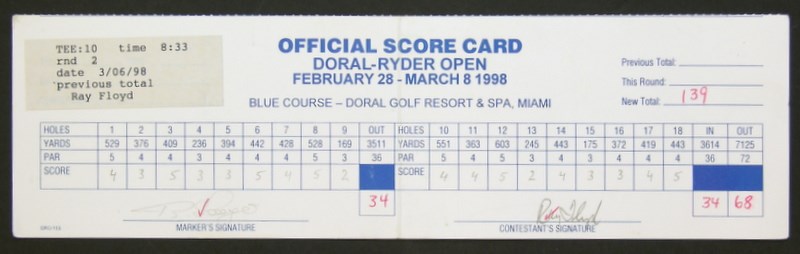 TEE:10 time 8:33
rnd 2
date 3/06/98
previous total
Ray Floyd
OFFICIAL SCORE CARD
DORAL-RYDER OPEN
FEBRUARY 28 - MARCH 8 1998
BLUE COURSE – DORAL GOLF RESORT & SPA, MIAMI
Previous Total:
This Round:
New Total: 139
HOLES 1 2 3 4 5 6 7 8 9 OUT HOLES 10 11 12 13 14 15 16 17 18 IN OUT
YARDS 529 376 409 236 394 442 428 528 169 3511 YARDS 551 363 603 245 443 175 372 419 443 3614 7125
PAR 5 4 4 3 4 4 4 5 3 36 PAR 5 4 5 3 4 3 4 4 4 36 72
SCORE 4 3 5 3 3 5 4 5 2 SCORE 4 4 5 2 4 3 3 4 5
34 34 68
Ray Floyd
MARKER'S SIGNATURE CONTESTANT'S SIGNATURE